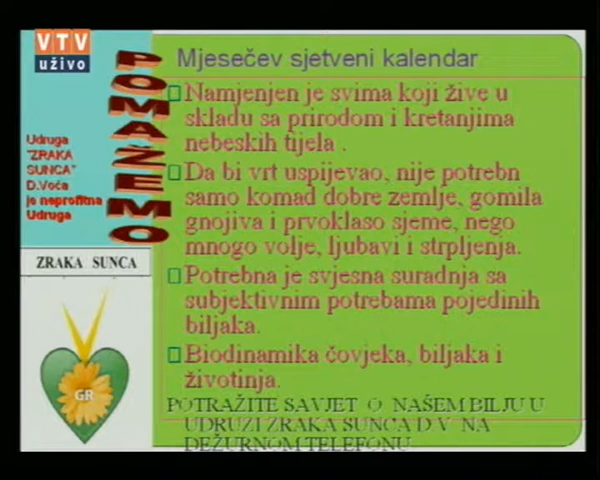 VTV
uživo
POMAŽEMO
Udruga
"ZRAKA
SUNCA"
D.Voća
je neprofitna
Udruga
ZRAKA SUNCA
GR
Mjesečev sjetveni kalendar
Namjenjen je svima koji žive u
skladu sa prirodom i kretanjima
nebeskih tijela .
Da bi vrt uspijevao, nije potrebn
samo komad dobre zemlje, gomila
gnojiva i prvoklaso sjeme, nego
mnogo volje, ljubavi i strpljenja.
Potrebna je svjesna suradnja sa
subjektivnim potrebama pojedinih
biljaka.
Biodinamika čovjeka, biljaka i
životinja.
POTRAŽITE SAVJET O NAŠEM BILJU U
UDRUZI ZRAKA SUNCA D V NA
DEŽURNOM TELEFONU